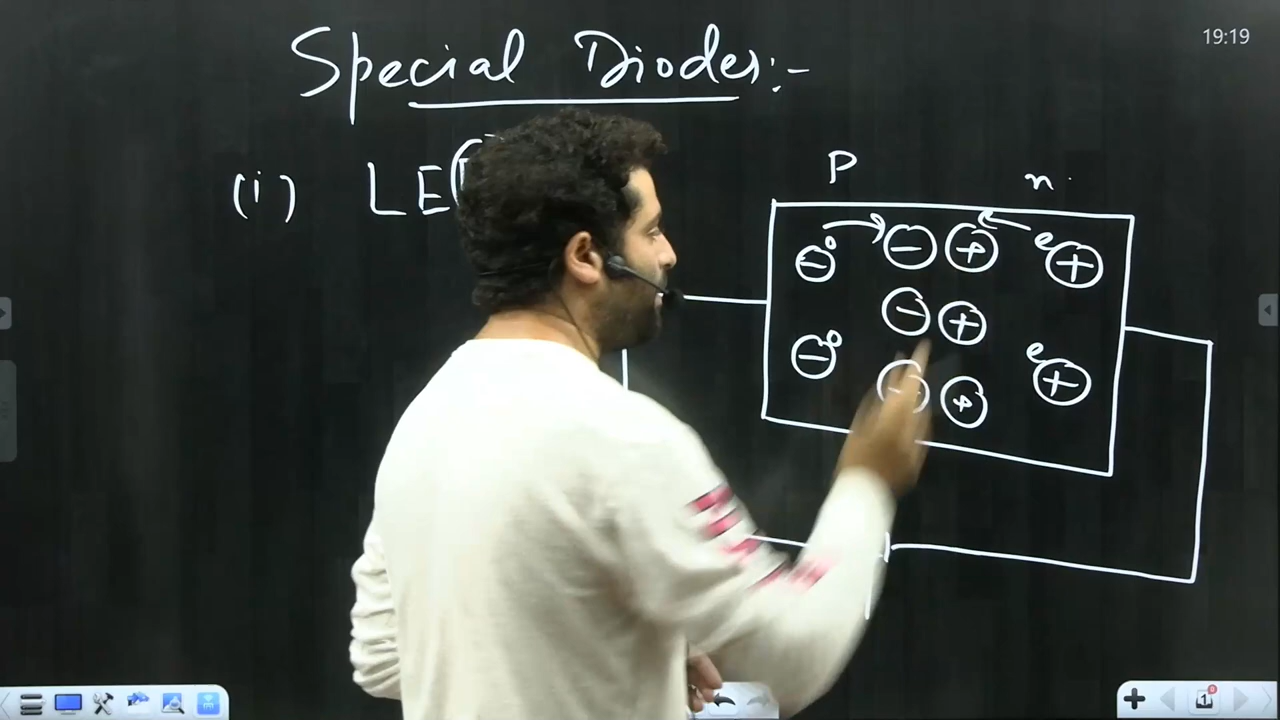 Special Diodes:-
19:19
(i) LE
P
n
- o - + e +
- + 
- o + e +